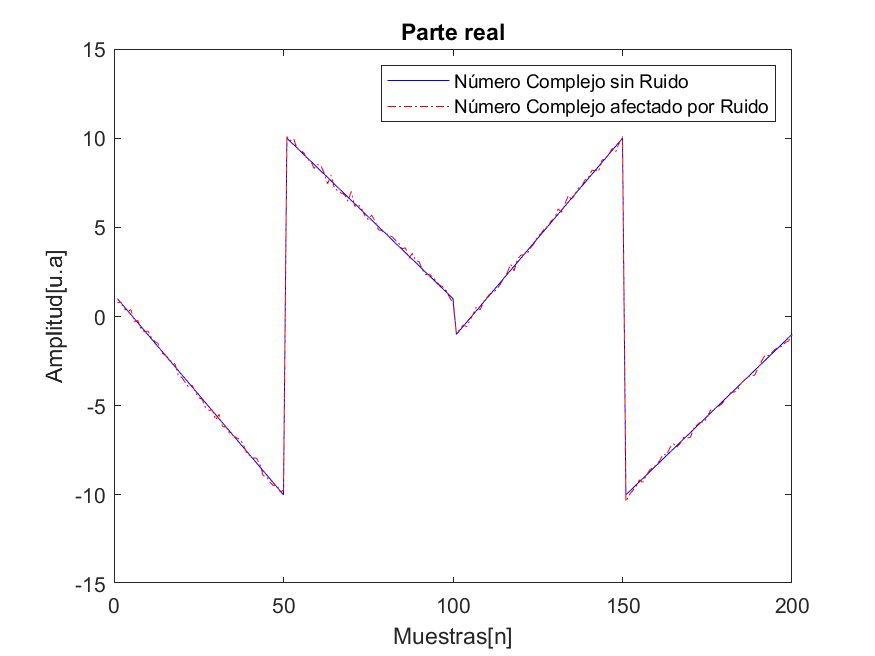 Parte real
Número Complejo sin Ruido
Número Complejo afectado por Ruido
Amplitud[u.a]
15
10
5
0
-5
-10
-15
0 50 100 150 200
Muestras[n]